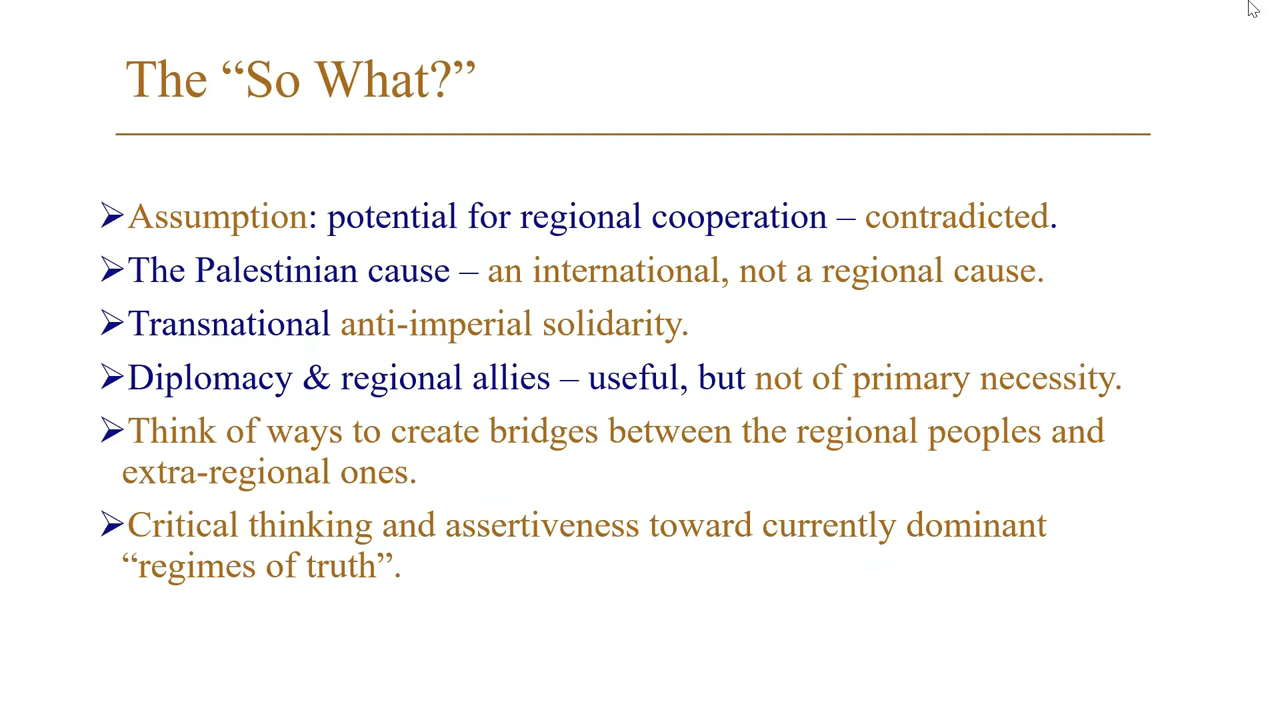 The “So What?”
➢Assumption: potential for regional cooperation – contradicted.
➢The Palestinian cause – an international, not a regional cause.
➢Transnational anti-imperial solidarity.
➢Diplomacy & regional allies – useful, but not of primary necessity.
➢Think of ways to create bridges between the regional peoples and
extra-regional ones.
➢Critical thinking and assertiveness toward currently dominant
“regimes of truth”.